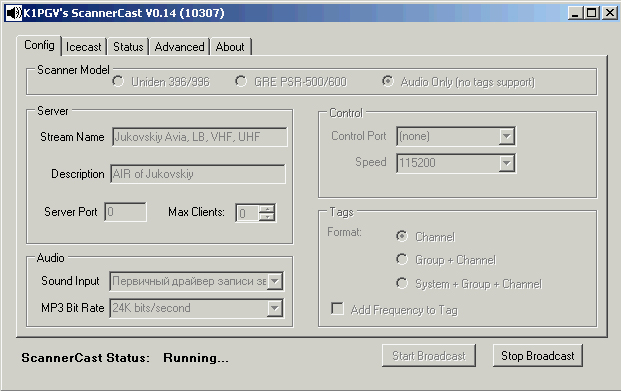 K1PGV's ScannerCast V0.14 (10307)
Config Icecast Status Advanced About
Scanner Model
Uniden 396/996 GRE PSR-500/600 Audio Only (no tags support)
Server
Stream Name Jukovskiy Avia, LB, VHF, UHF
Description AIR of Jukovskiy
Server Port 0 Max Clients: 0
Audio
Sound Input Первичный драйвер записи зв
MP3 Bit Rate 24K bits/second
Control
Control Port (none)
Speed 115200
Tags
Format: Channel
Group + Channel
System + Group + Channel
Add Frequency to Tag
ScannerCast Status: Running... Start Broadcast Stop Broadcast